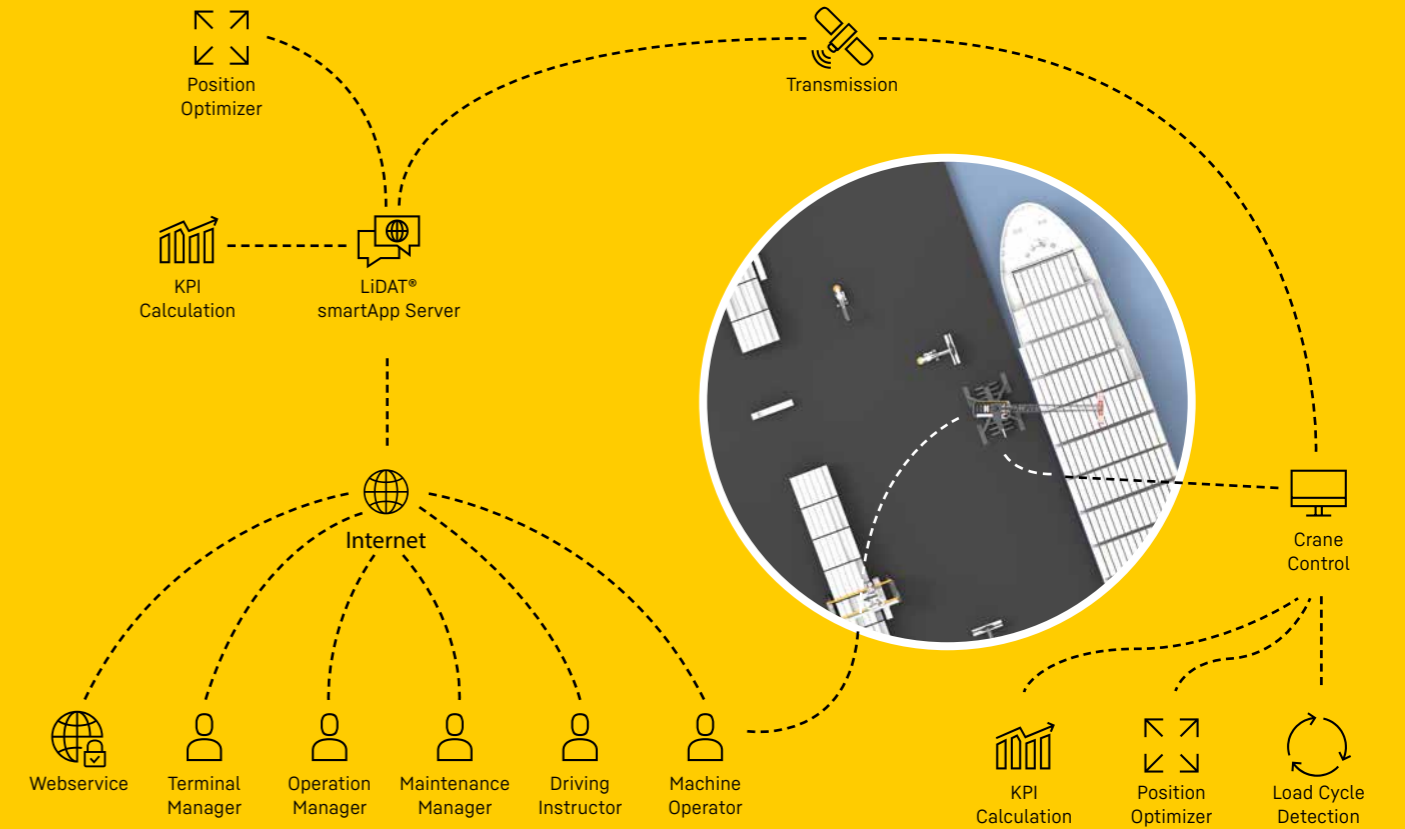 Position
Optimizer
Transmission
KPI
Calculation
LiDAT®
smartApp Server
Internet
Crane
Control
Webservice
Terminal
Manager
Operation
Manager
Maintenance
Manager
Driving
Instructor
Machine
Operator
KPI
Calculation
Position
Optimizer
Load Cycle
Detection